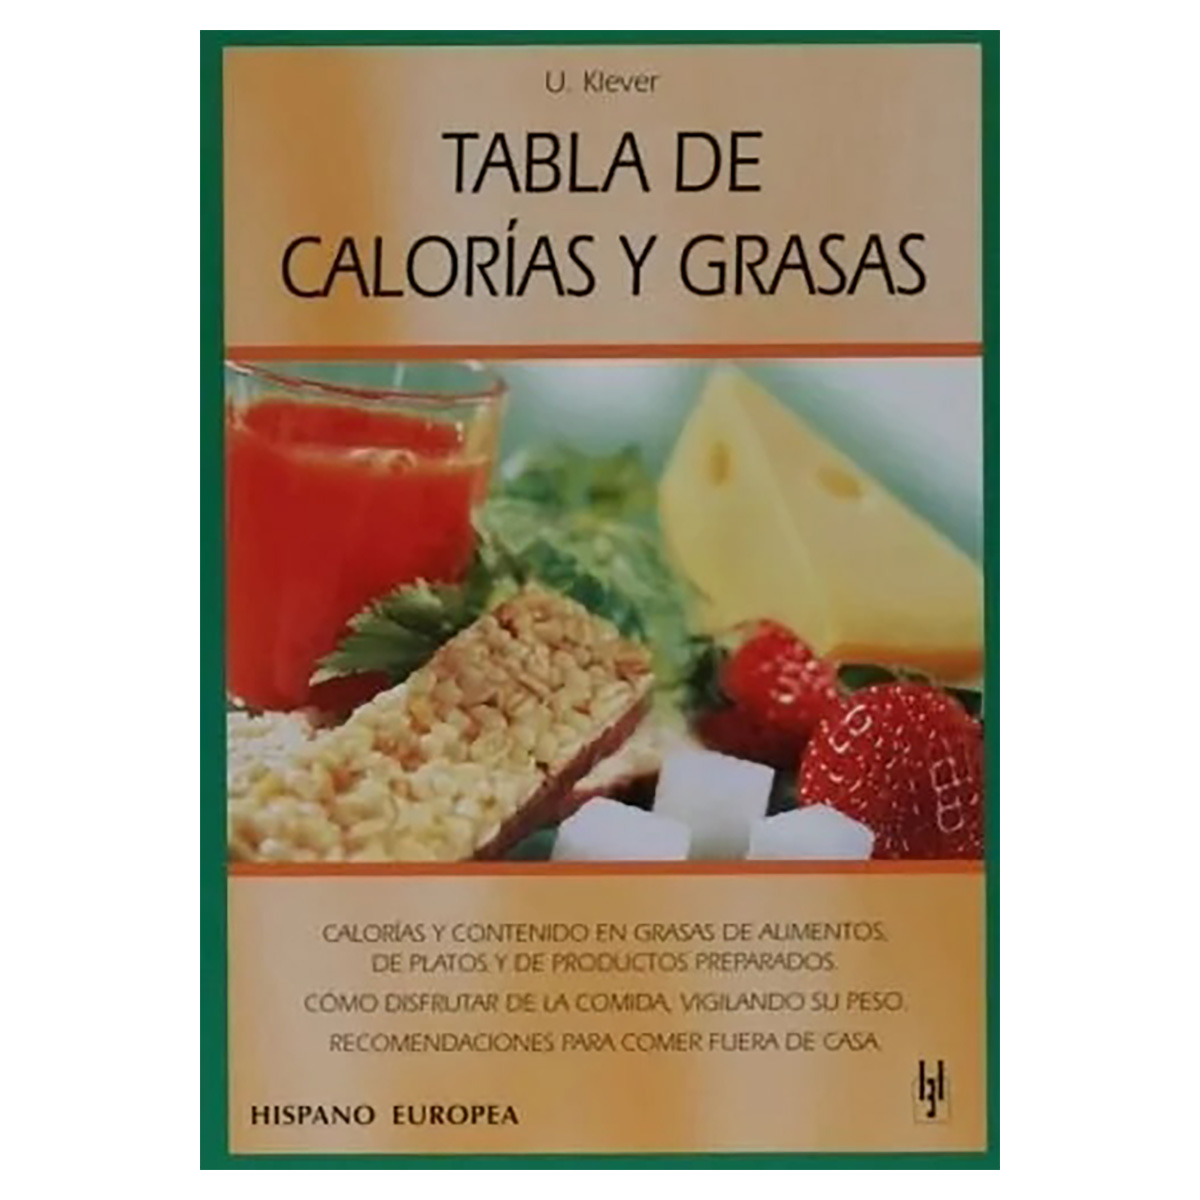 U. Klever
TABLA DE
CALORÍAS Y GRASAS
CALORÍAS Y CONTENIDO EN GRASAS DE ALIMENTOS,
DE PLATOS Y DE PRODUCTOS PREPARADOS.
CÓMO DISFRUTAR DE LA COMIDA, VIGILANDO SU PESO.
RECOMENDACIONES PARA COMER FUERA DE CASA.
HISPANO EUROPEA